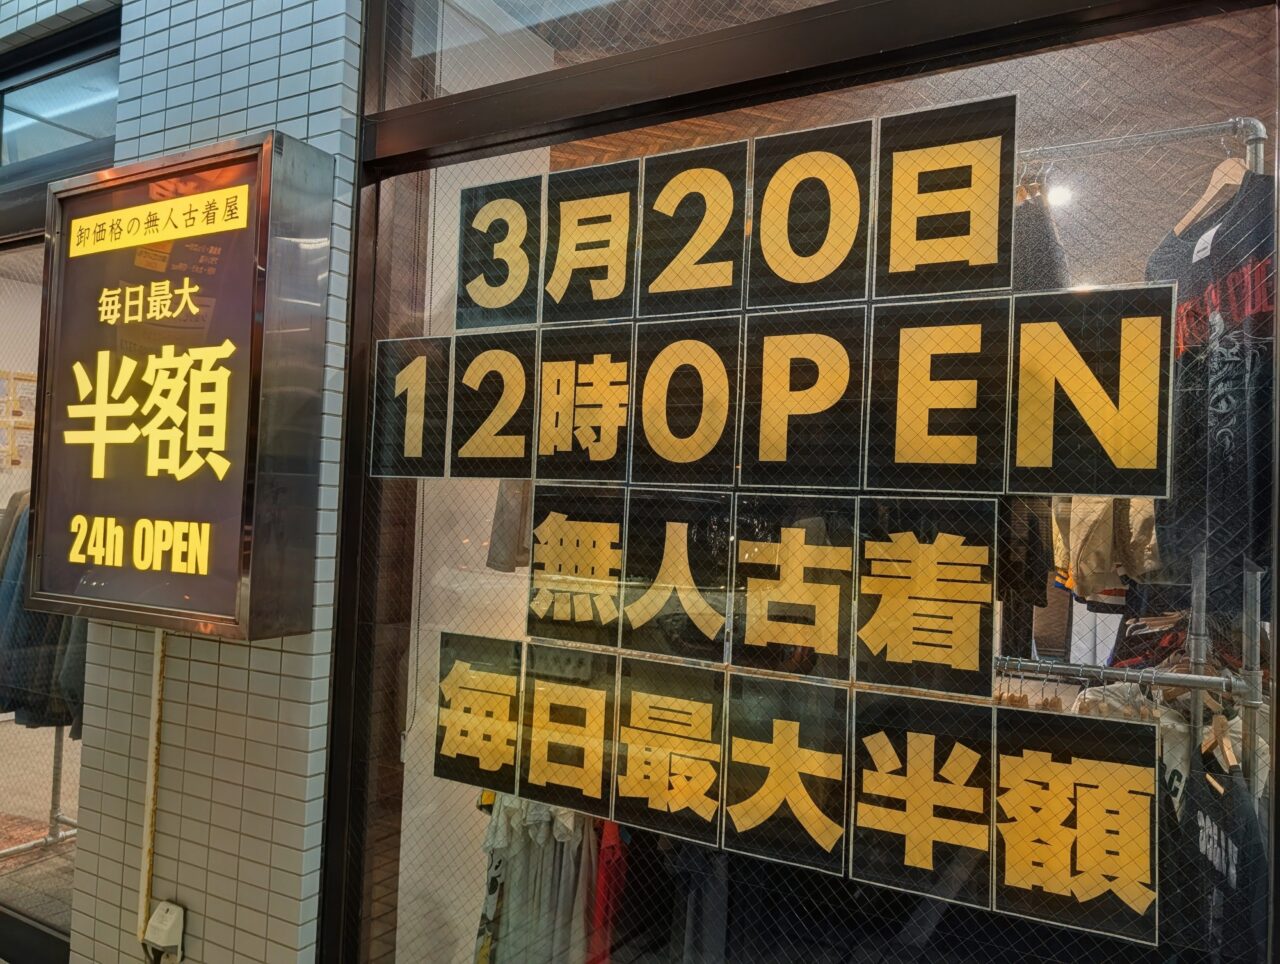 卸価格の無人古着屋
毎日最大
半額
24h OPEN
3月20日
12時OPEN
無人古着
毎日最大半額